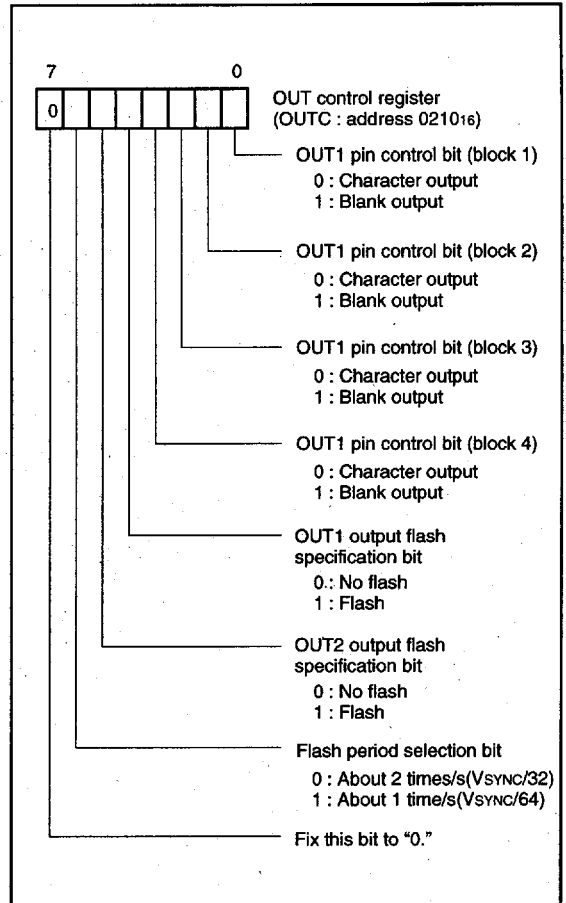 7 0
0
OUT control register
(OUTC : address 021016)
OUT1 pin control bit (block 1)
0 : Character output
1 : Blank output
OUT1 pin control bit (block 2)
0 : Character output
1 : Blank output
OUT1 pin control bit (block 3)
0 : Character output
1 : Blank output
OUT1 pin control bit (block 4)
0 : Character output
1 : Blank output
OUT1 output flash
specification bit
0 : No flash
1 : Flash
OUT2 output flash
specification bit
0 : No flash
1 : Flash
Flash period selection bit
0 : About 2 times/s(VSYNC/32)
1 : About 1 time/s(VSYNC/64)
Fix this bit to “0.”